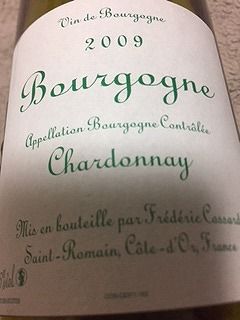 Vin de Bourgogne
2009
Bourgogne
Appellation Bourgogne Contrôlée
Chardonnay
Mis en bouteille par Frédéric Cossard
Saint-Romain, Côte-d'Or, France